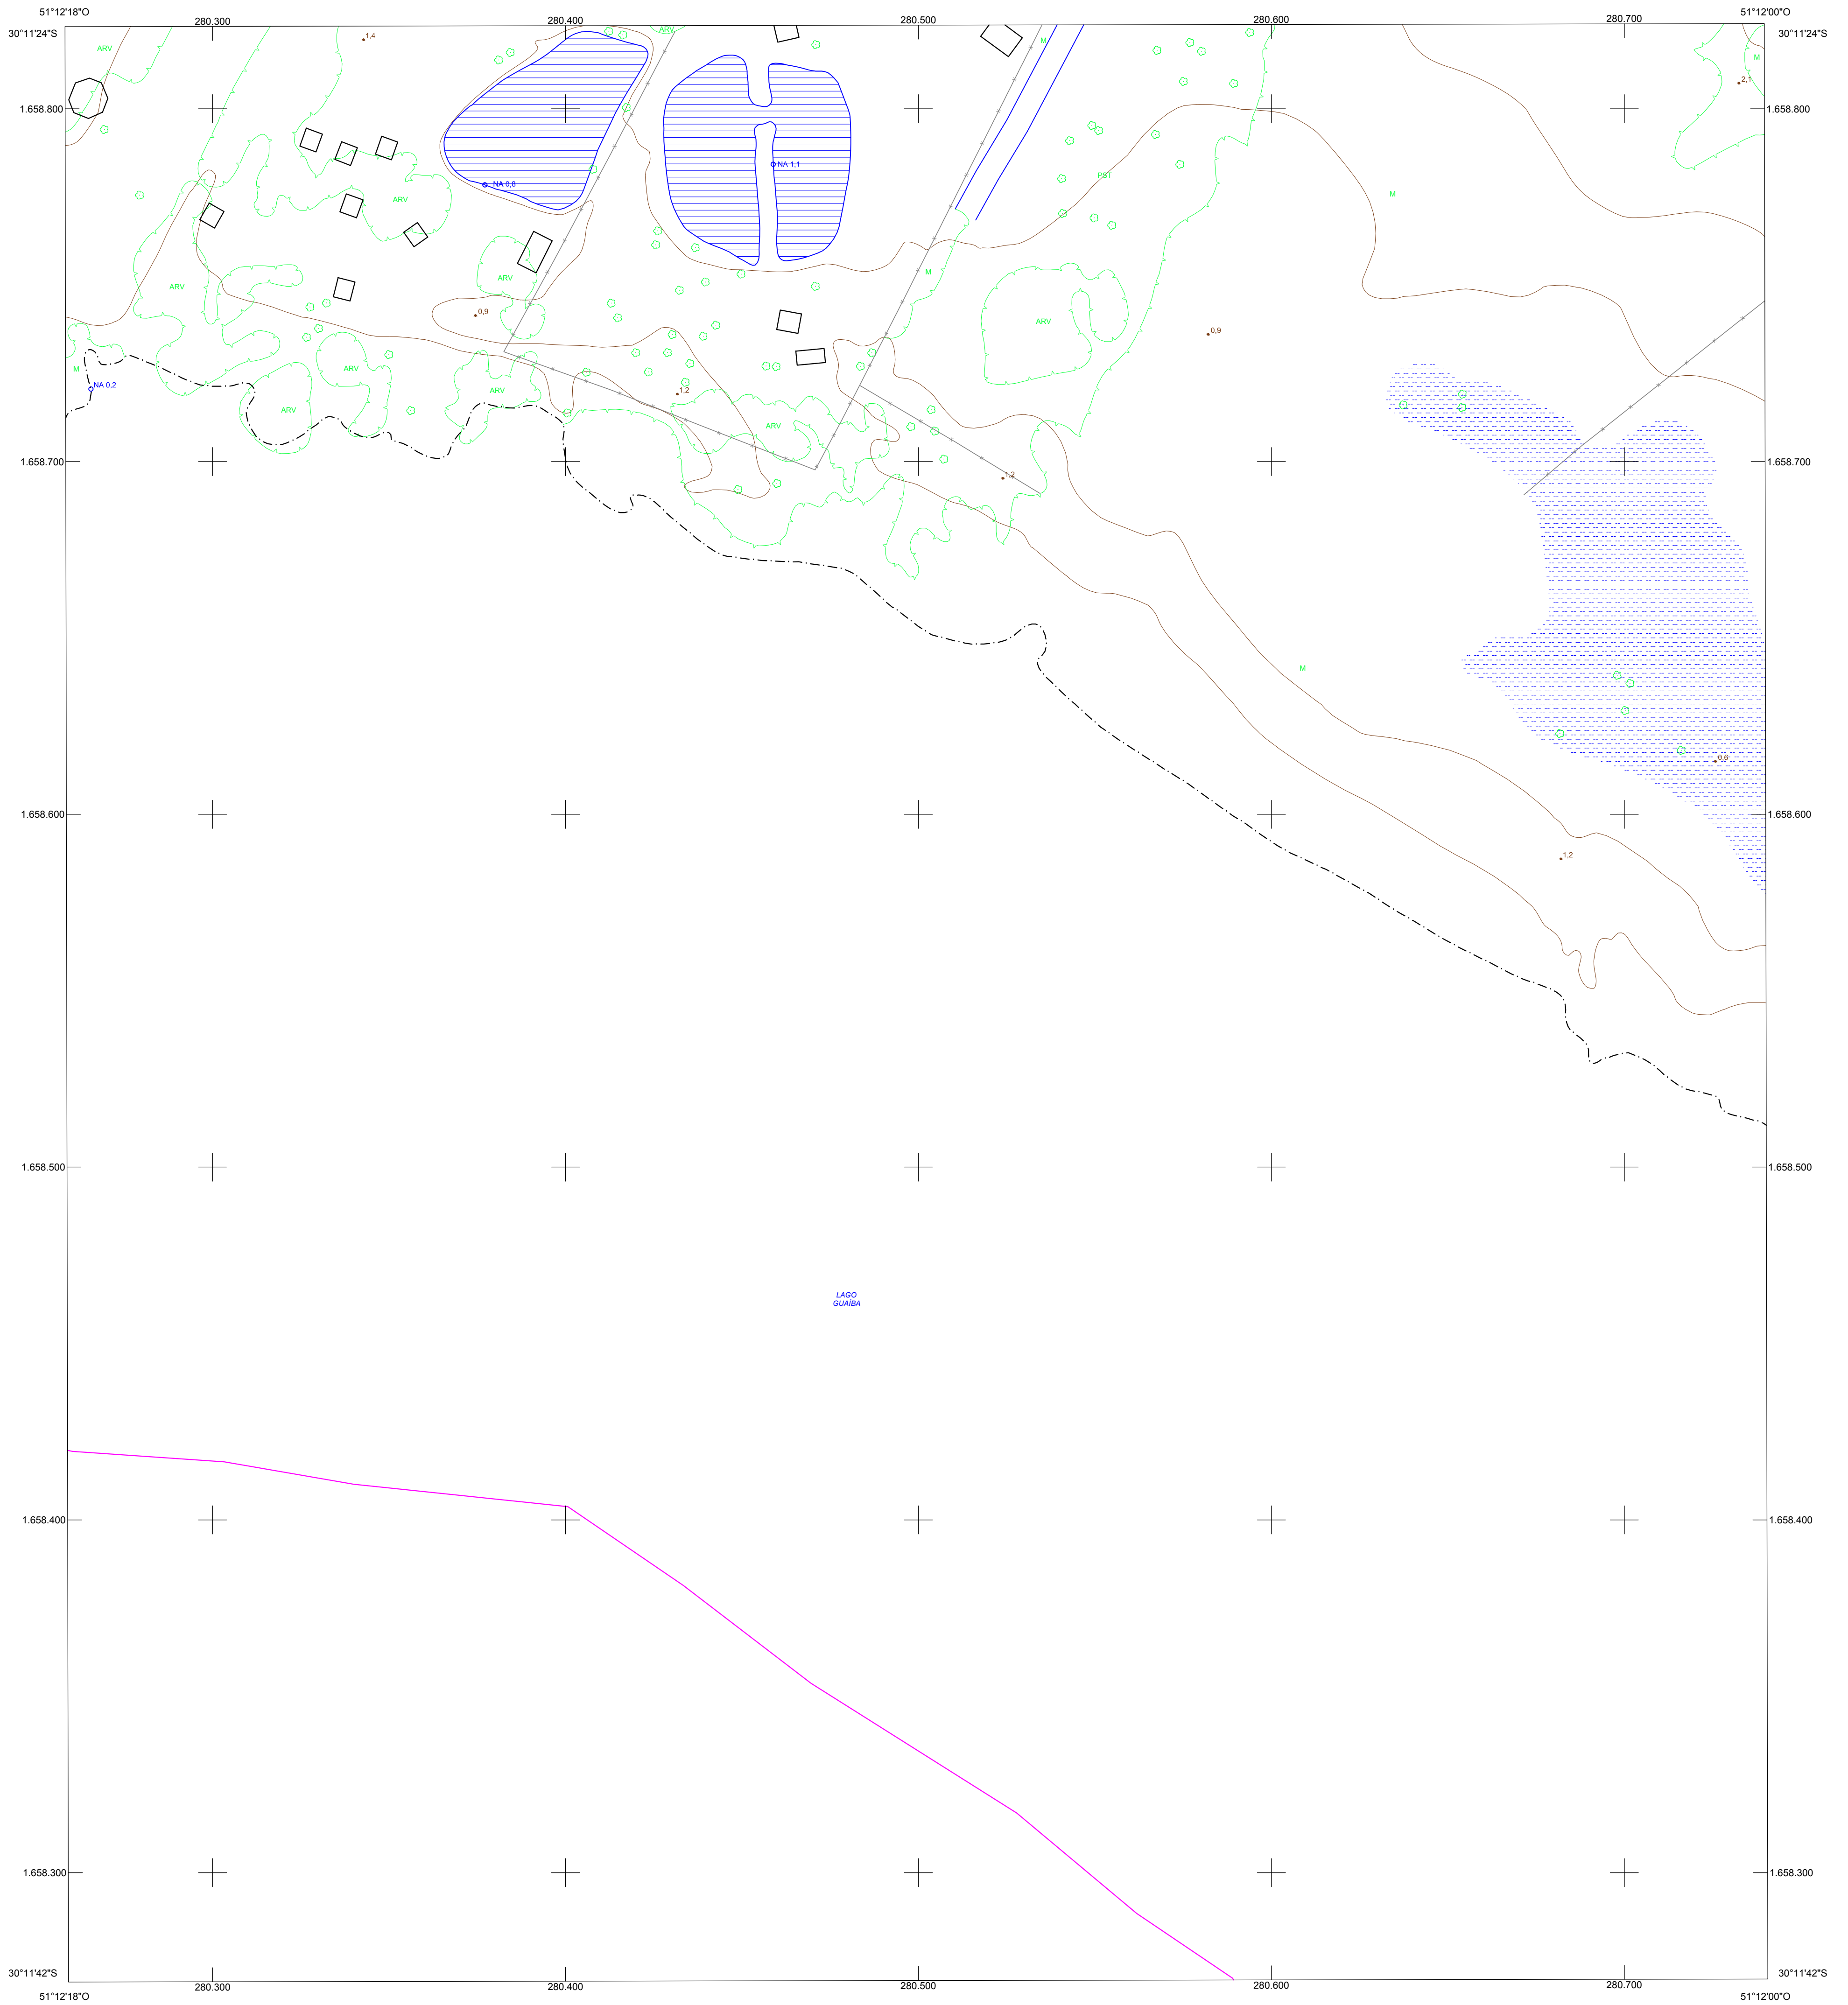 51°12'18"O
280.300
280.400
280.500
280.600
280.700
51°12'00"O
30°11'24"S
30°11'24"S
ARV
1,4
ARV
M
M
2,1
1.658.800
1.658.800
NA 1,1
PST
NA 0,8
M
ARV
M
ARV
ARV
0,9
ARV
0,9
M
ARV
NA 0,2
ARV
1,2
ARV
ARV
1.658.700
1.658.700
1,2
M
0,6
1.658.600
1.658.600
1,2
1.658.500
1.658.500
LAGO
GUAÍBA
1.658.400
1.658.400
1.658.300
1.658.300
30°11'42"S
30°11'42"S
280.300
280.400
280.500
280.600
280.700
51°12'18"O
51°12'00"O